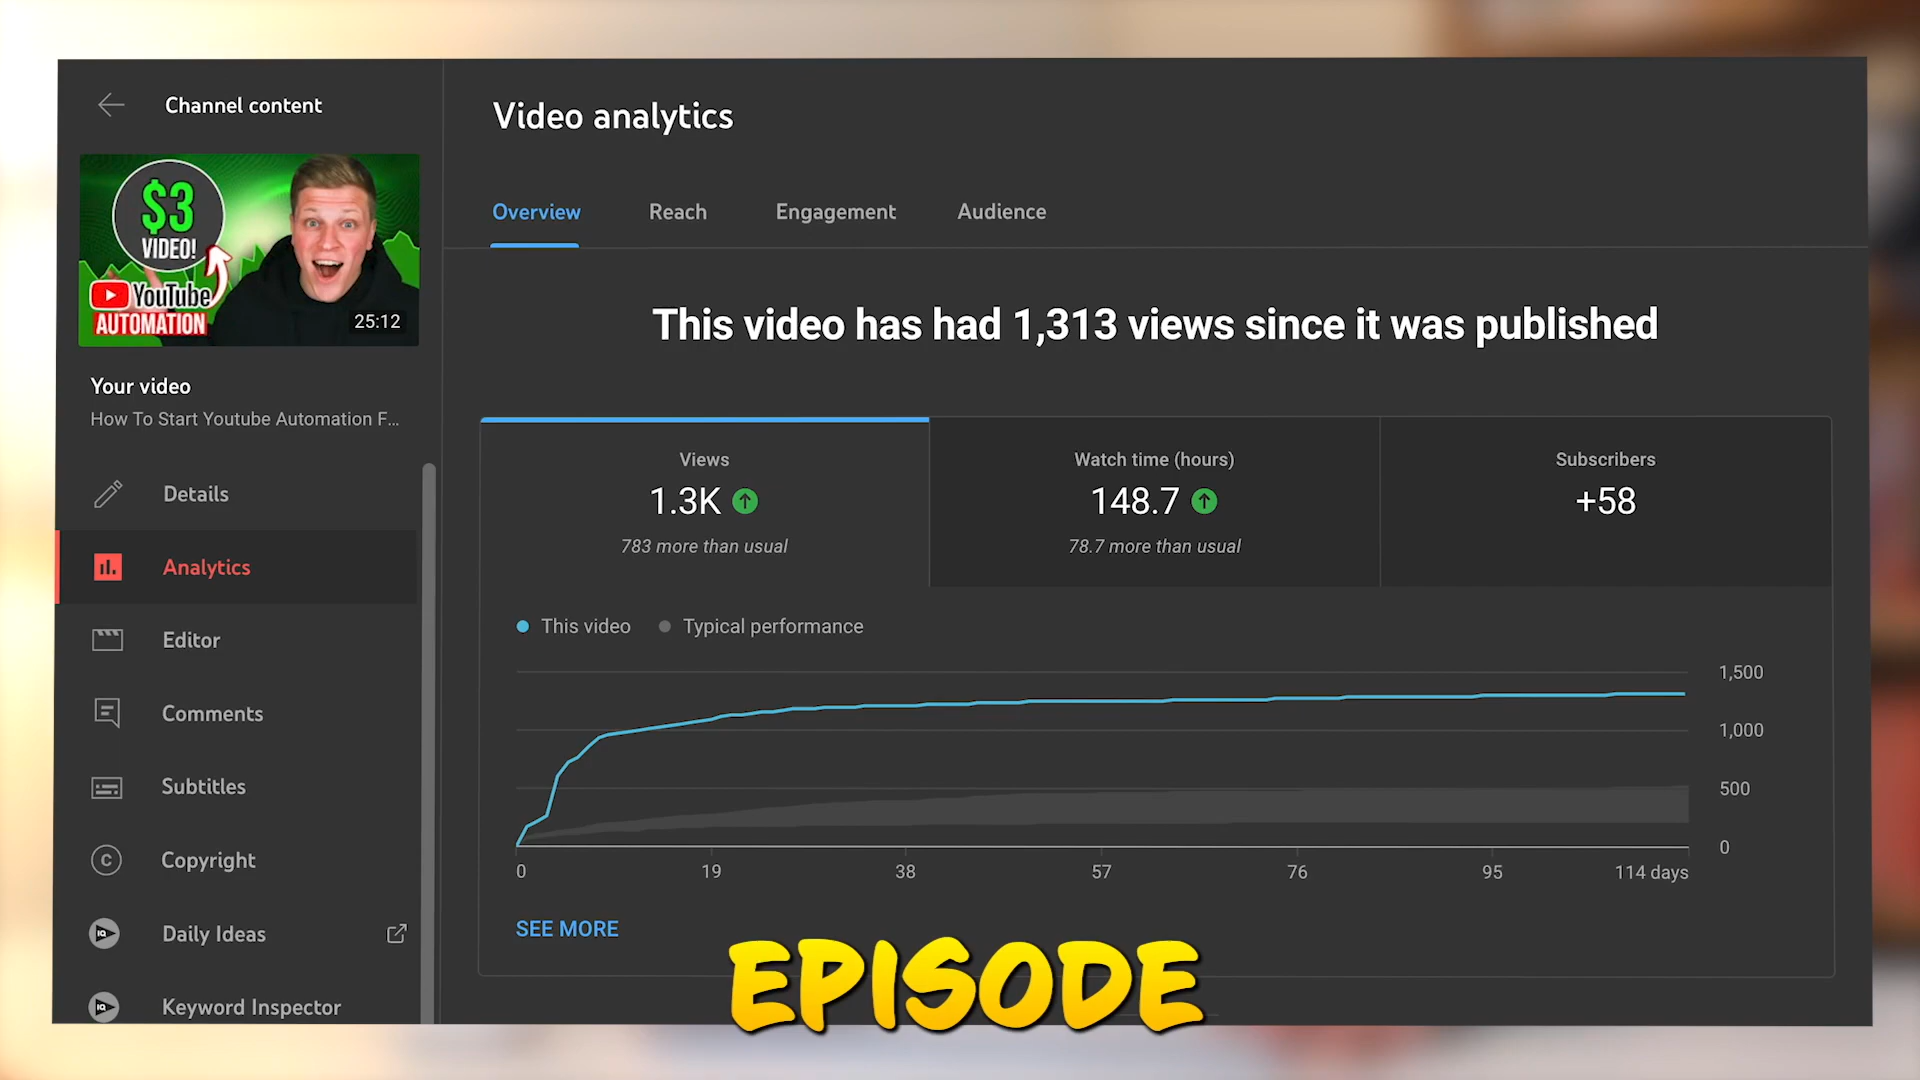 Channel content
$3
VIDEO!
YouTube
AUTOMATION
25:12
Your video
How To Start Youtube Automation F...
Details
Analytics
Editor
Comments
Subtitles
Copyright
Daily Ideas
Keyword Inspector
Video analytics
Overview Reach Engagement Audience
This video has had 1,313 views since it was published
Views
1.3K
783 more than usual
Watch time (hours)
148.7
78.7 more than usual
Subscribers
+58
This video Typical performance
1,500
1,000
500
0
0 19 38 57 76 95 114 days
SEE MORE
EPISODE